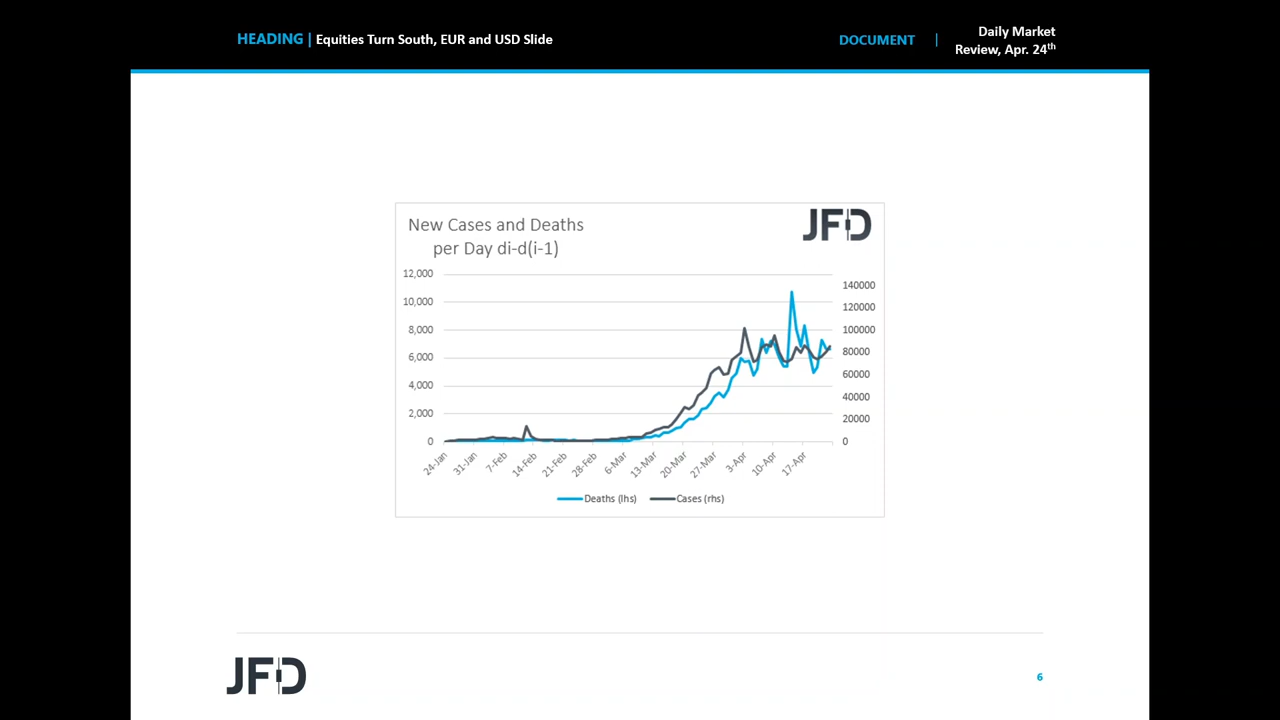 HEADING | Equities Turn South, EUR and USD Slide
DOCUMENT | Daily Market
Review, Apr. 24th
New Cases and Deaths
per Day di-d(i-1)
JFD
12,000
10,000
8,000
6,000
4,000
2,000
0
140000
120000
100000
80000
60000
40000
20000
0
24-Jan
31-Jan
7-Feb
14-Feb
21-Feb
28-Feb
6-Mar
13-Mar
20-Mar
27-Mar
3-Apr
10-Apr
17-Apr
Deaths (lhs) Cases (rhs)
JFD
6